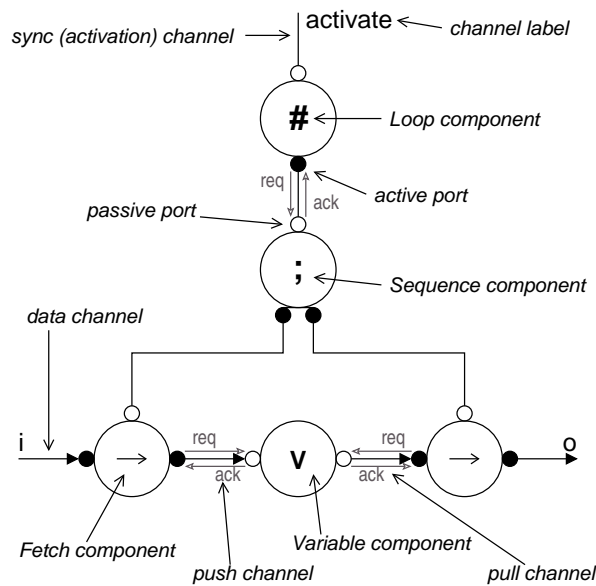 activate
channel label
sync (activation) channel
#
Loop component
req
ack
active port
passive port
;
Sequence component
data channel
i
→
req
ack
v
req
ack
→
o
Fetch component
push channel
Variable component
pull channel